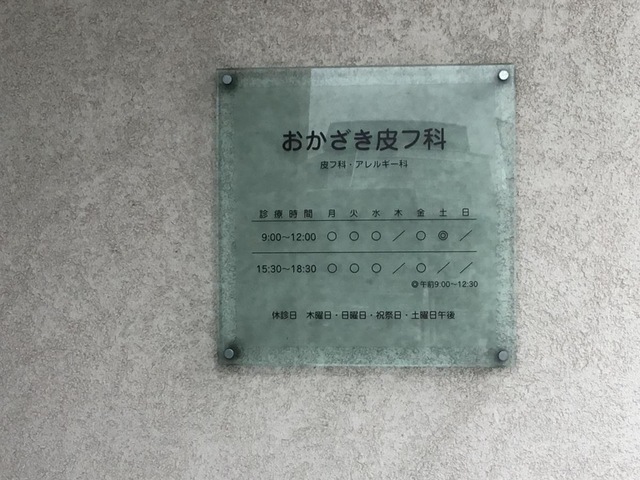 おかざき皮フ科
皮フ科・アレルギー科
診療時間 月 火 水 木 金 土 日
9:00〜12:00 ○ ○ ○ ／ ○ ◎ ／
15:30〜18:30 ○ ○ ○ ／ ○ ／ ／
◎午前9:00〜12:30
休診日 木曜日・日曜日・祝祭日・土曜日午後